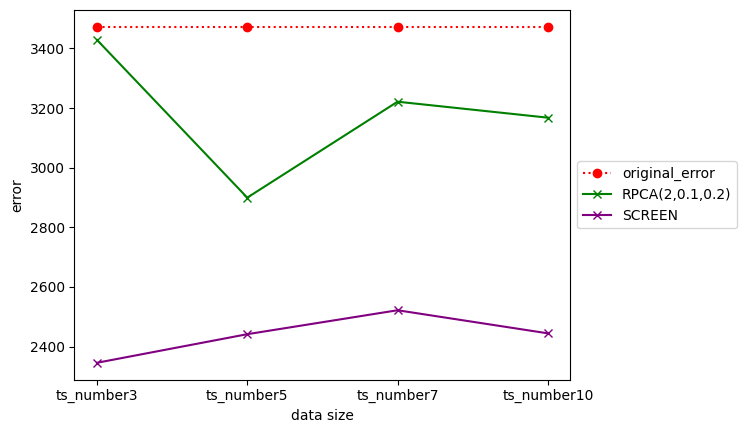 3400
3200
3000
2800
2600
2400
error
ts_number3
ts_number5
ts_number7
ts_number10
data size
original_error
RPCA(2,0.1,0.2)
SCREEN